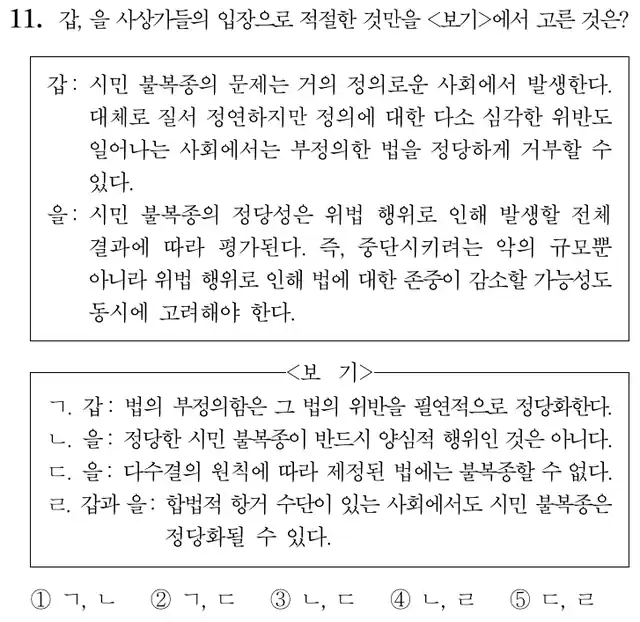 11. 갑, 을 사상가들의 입장으로 적절한 것만을 <보기>에서 고른 것은?
갑: 시민 불복종의 문제는 거의 정의로운 사회에서 발생한다.
대체로 질서 정연하지만 정의에 대한 다소 심각한 위반도
일어나는 사회에서는 부정의한 법을 정당하게 거부할 수
있다.
을: 시민 불복종의 정당성은 위법 행위로 인해 발생할 전체
결과에 따라 평가된다. 즉, 중단시키려는 악의 규모뿐
아니라 위법 행위로 인해 법에 대한 존중이 감소할 가능성도
동시에 고려해야 한다.
<보 기>
ㄱ. 갑: 법의 부정의함은 그 법의 위반을 필연적으로 정당화한다.
ㄴ. 을: 정당한 시민 불복종이 반드시 양심적 행위인 것은 아니다.
ㄷ. 을: 다수결의 원칙에 따라 제정된 법에는 불복종할 수 없다.
ㄹ. 갑과 을: 합법적 항거 수단이 있는 사회에서도 시민 불복종은
정당화될 수 있다.
① ㄱ, ㄴ ② ㄱ, ㄷ ③ ㄴ, ㄷ ④ ㄴ, ㄹ ⑤ ㄷ, ㄹ